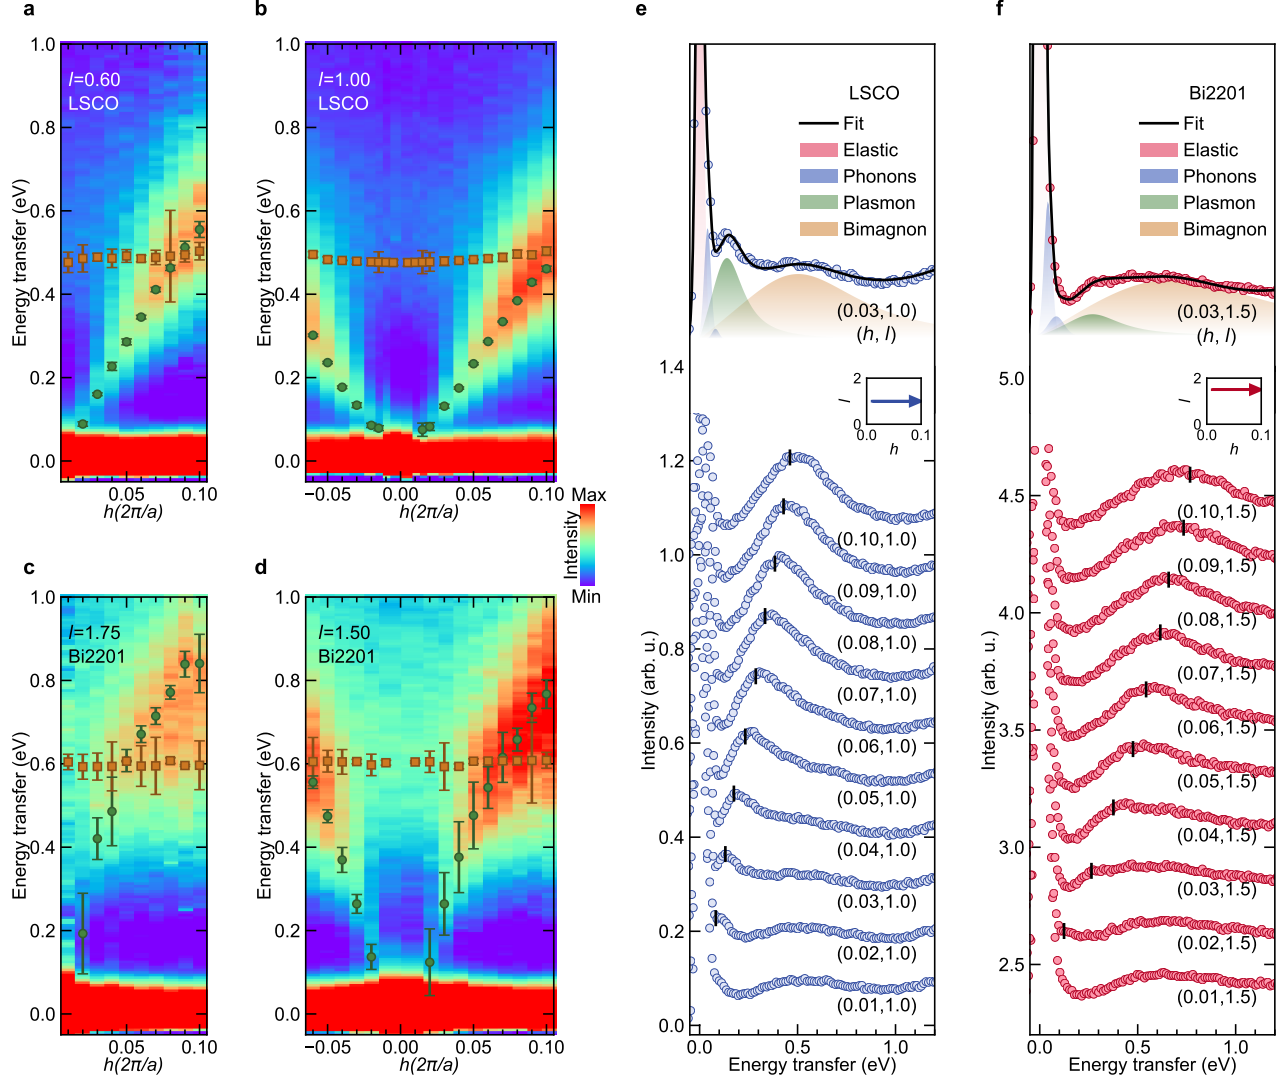 a
l=0.60
LSCO
Energy transfer (eV)
1.0
0.8
0.6
0.4
0.2
0.0
0.05
0.10
h(2π/a)
b
l=1.00
LSCO
Energy transfer (eV)
1.0
0.8
0.6
0.4
0.2
0.0
−0.05
0.00
0.05
0.10
h(2π/a)
Max
Intensity
Min
c
l=1.75
Bi2201
Energy transfer (eV)
1.0
0.8
0.6
0.4
0.2
0.0
0.05
0.10
h(2π/a)
d
l=1.50
Bi2201
Energy transfer (eV)
1.0
0.8
0.6
0.4
0.2
0.0
−0.05
0.00
0.05
0.10
h(2π/a)
e
LSCO
Fit
Elastic
Phonons
Plasmon
Bimagnon
(0.03,1.0)
(h, l)
2
l
0
0.0
0.1
h
Intensity (arb. u.)
1.4
1.2
1.0
0.8
0.6
0.4
0.2
0.0
(0.10,1.0)
(0.09,1.0)
(0.08,1.0)
(0.07,1.0)
(0.06,1.0)
(0.05,1.0)
(0.04,1.0)
(0.03,1.0)
(0.02,1.0)
(0.01,1.0)
0.0
0.5
1.0
Energy transfer (eV)
f
Bi2201
Fit
Elastic
Phonons
Plasmon
Bimagnon
(0.03,1.5)
(h, l)
2
l
0
0.0
0.1
h
Intensity (arb. u.)
5.0
4.5
4.0
3.5
3.0
2.5
(0.10,1.5)
(0.09,1.5)
(0.08,1.5)
(0.07,1.5)
(0.06,1.5)
(0.05,1.5)
(0.04,1.5)
(0.03,1.5)
(0.02,1.5)
(0.01,1.5)
0.0
0.5
1.0
Energy transfer (eV)